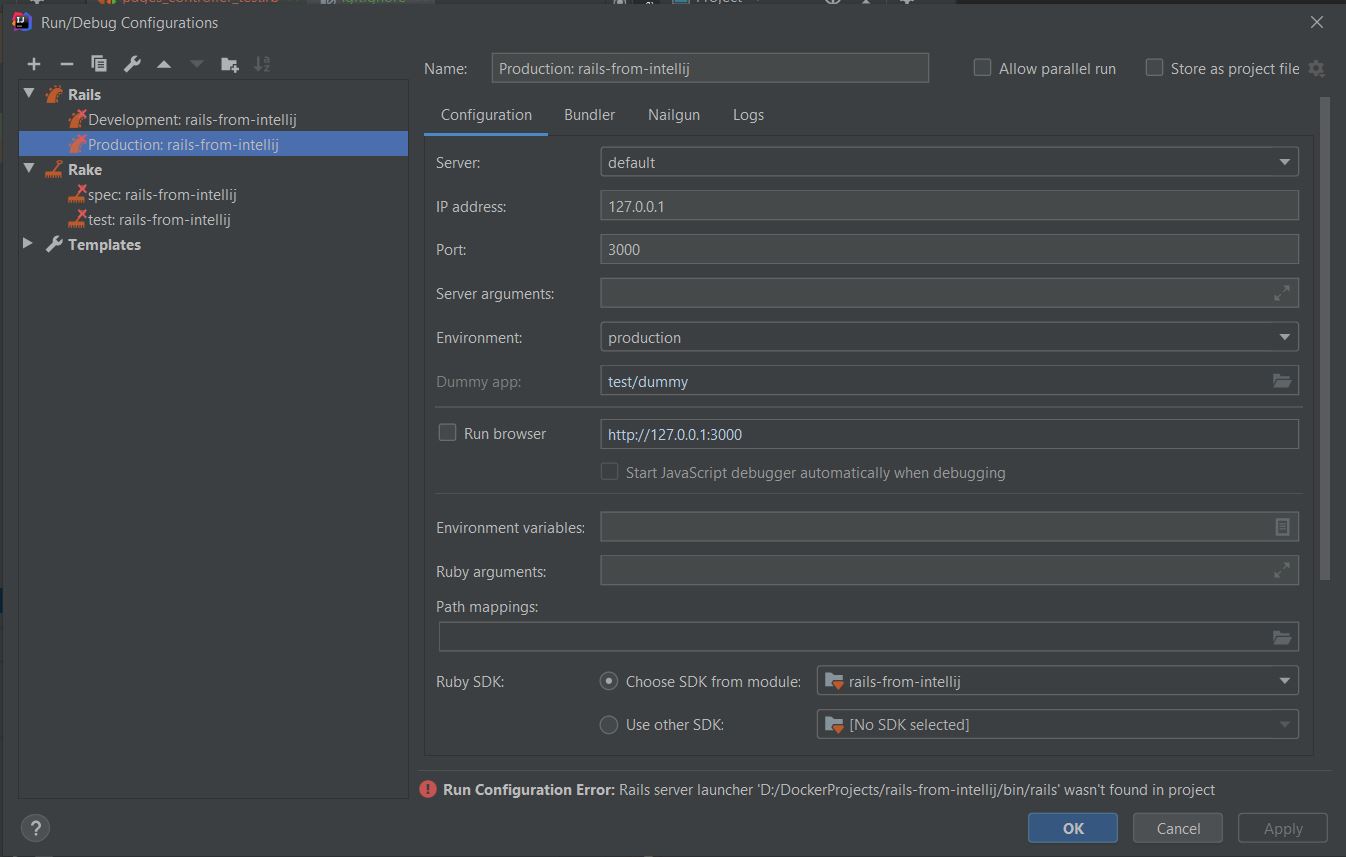 pages_controller_test.rb
.gitignore
Project
Run/Debug Configurations
Name:
Production: rails-from-intellij
Allow parallel run
Store as project file
Rails
Development: rails-from-intellij
Production: rails-from-intellij
Rake
spec: rails-from-intellij
test: rails-from-intellij
Templates
Configuration
Bundler
Nailgun
Logs
Server:
default
IP address:
127.0.0.1
Port:
3000
Server arguments:
Environment:
production
Dummy app:
test/dummy
Run browser
http://127.0.0.1:3000
Start JavaScript debugger automatically when debugging
Environment variables:
Ruby arguments:
Path mappings:
Ruby SDK:
Choose SDK from module:
rails-from-intellij
Use other SDK:
[No SDK selected]
Run Configuration Error: Rails server launcher 'D:/DockerProjects/rails-from-intellij/bin/rails' wasn't found in project
?
OK
Cancel
Apply